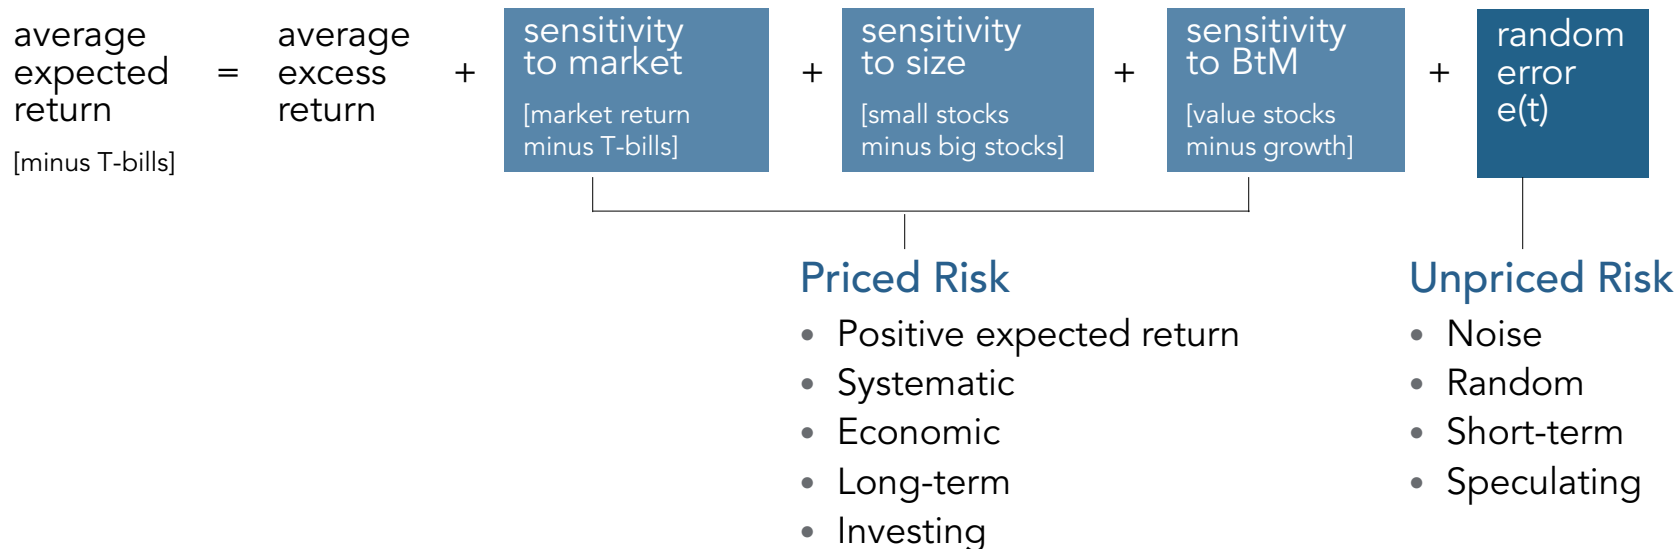 average
expected
return
[minus T-bills]
=
average
excess
return
+
sensitivity
to market
[market return
minus T-bills]
+
sensitivity
to size
[small stocks
minus big stocks]
+
sensitivity
to BtM
[value stocks
minus growth]
+
random
error
e(t)
Priced Risk
• Positive expected return
• Systematic
• Economic
• Long-term
• Investing
Unpriced Risk
• Noise
• Random
• Short-term
• Speculating